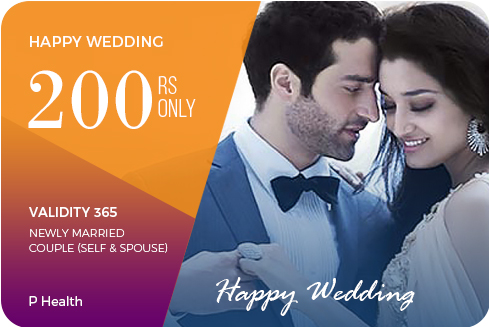 HAPPY WEDDING
200 RS
ONLY
VALIDITY 365
NEWLY MARRIED
COUPLE (SELF & SPOUSE)
P Health
Happy Wedding